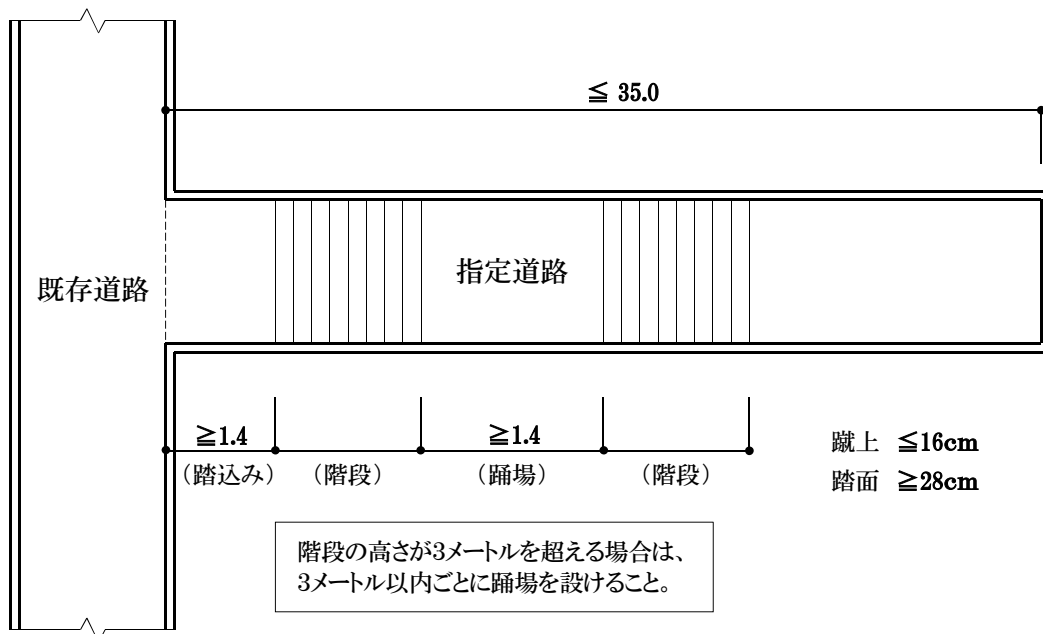 ≦ 35.0
既存道路
指定道路
≧1.4
≧1.4
(踏込み)
(階段)
(踊場)
(階段)
蹴上 ≦16cm
踏面 ≧28cm
階段の高さが3メートルを超える場合は、
3メートル以内ごとに踊場を設けること。